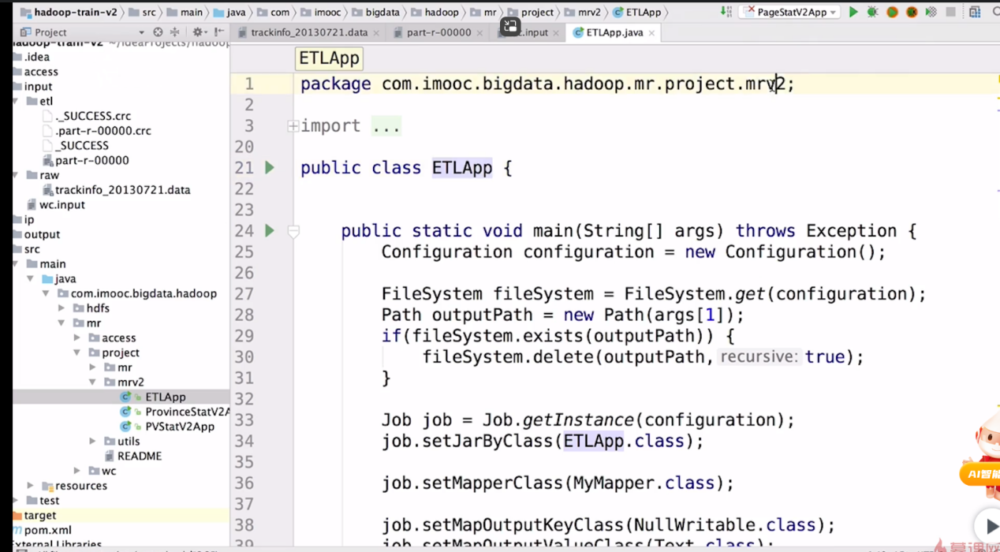 hadoop-train-v2 src main java com imooc bigdata hadoop mr project mrv2 ETLApp PageStatV2App
Project trackinfo_20130721.data part-r-00000 .input ETLApp.java
hadoop-train-v2 ~/IdeaProjects/hadoop
.idea
access
input
etl
._SUCCESS.crc
.part-r-00000.crc
_SUCCESS
part-r-00000
raw
trackinfo_20130721.data
wc.input
ip
output
src
main
java
com.imooc.bigdata.hadoop
hdfs
mr
access
project
mr
mrv2
ETLApp
ProvinceStatV2A
PVStatV2App
utils
README
wc
resources
test
target
pom.xml
External Libraries
ETLApp
1 package com.imooc.bigdata.hadoop.mr.project.mrv2;
2
3 import ...
20
21 public class ETLApp {
22
23
24 public static void main(String[] args) throws Exception {
25 Configuration configuration = new Configuration();
26
27 FileSystem fileSystem = FileSystem.get(configuration);
28 Path outputPath = new Path(args[1]);
29 if(fileSystem.exists(outputPath)) {
30 fileSystem.delete(outputPath, recursive: true);
31 }
32
33 Job job = Job.getInstance(configuration);
34 job.setJarByClass(ETLApp.class);
35
36 job.setMapperClass(MyMapper.class);
37
38 job.setMapOutputKeyClass(NullWritable.class);
39 job.setMapOutputValueClass(Text.class);
AI智能
慕课